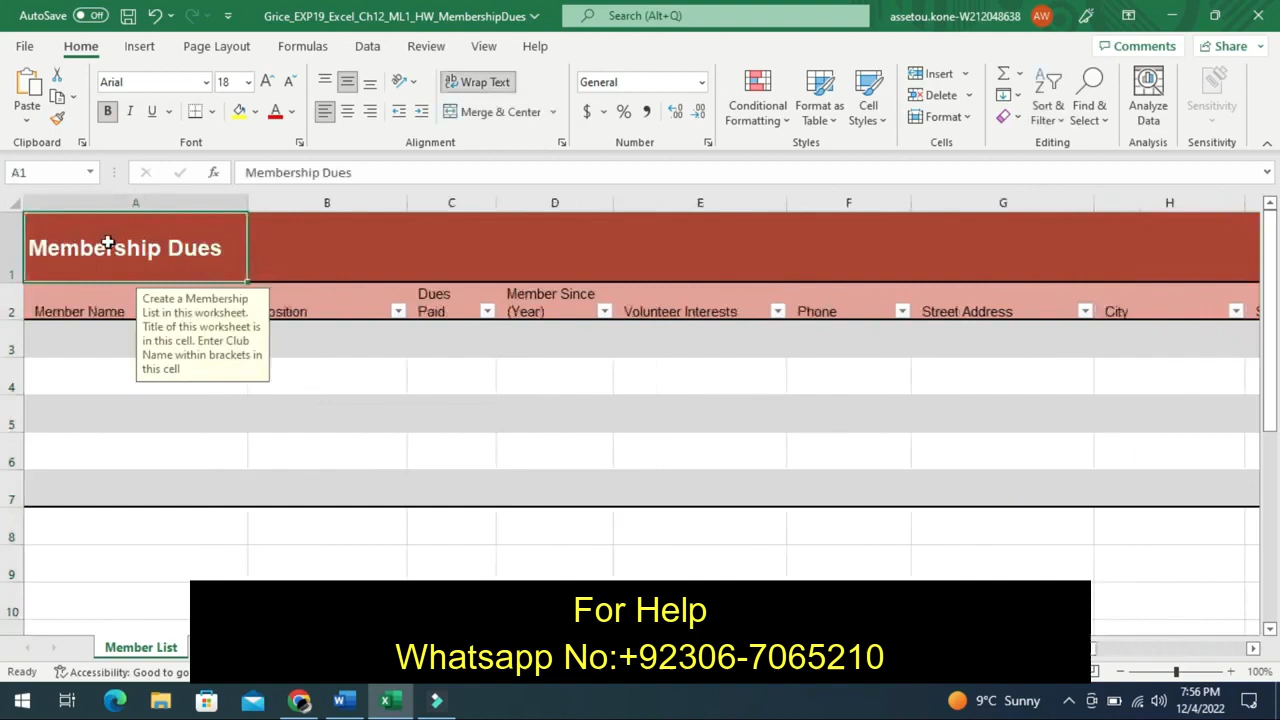 AutoSave Off Grice_EXP19_Excel_Ch12_ML1_HW_MembershipDues Search (Alt+Q) assetou.kone-W212048638 AW
File Home Insert Page Layout Formulas Data Review View Help Comments Share
Paste Arial 18 Wrap Text General Conditional Formatting Format as Table Cell Styles Insert Sort & Filter Find & Select Analyze Data Sensitivity
B I U Merge & Center $ % Delete
Format
Clipboard Font Alignment Number Styles Cells Editing Analysis Sensitivity
A1 fx Membership Dues
A B C D E F G H
1 Membership Dues
2 Member Name osition Dues Paid Member Since (Year) Volunteer Interests Phone Street Address City
Create a Membership
List in this worksheet.
Title of this worksheet is
in this cell. Enter Club
Name within brackets in
this cell
3
4
5
6
7
8
9
10
For Help
Whatsapp No:+92306-7065210
Member List
Ready Accessibility: Good to go 100%
9°C Sunny 7:56 PM
12/4/2022